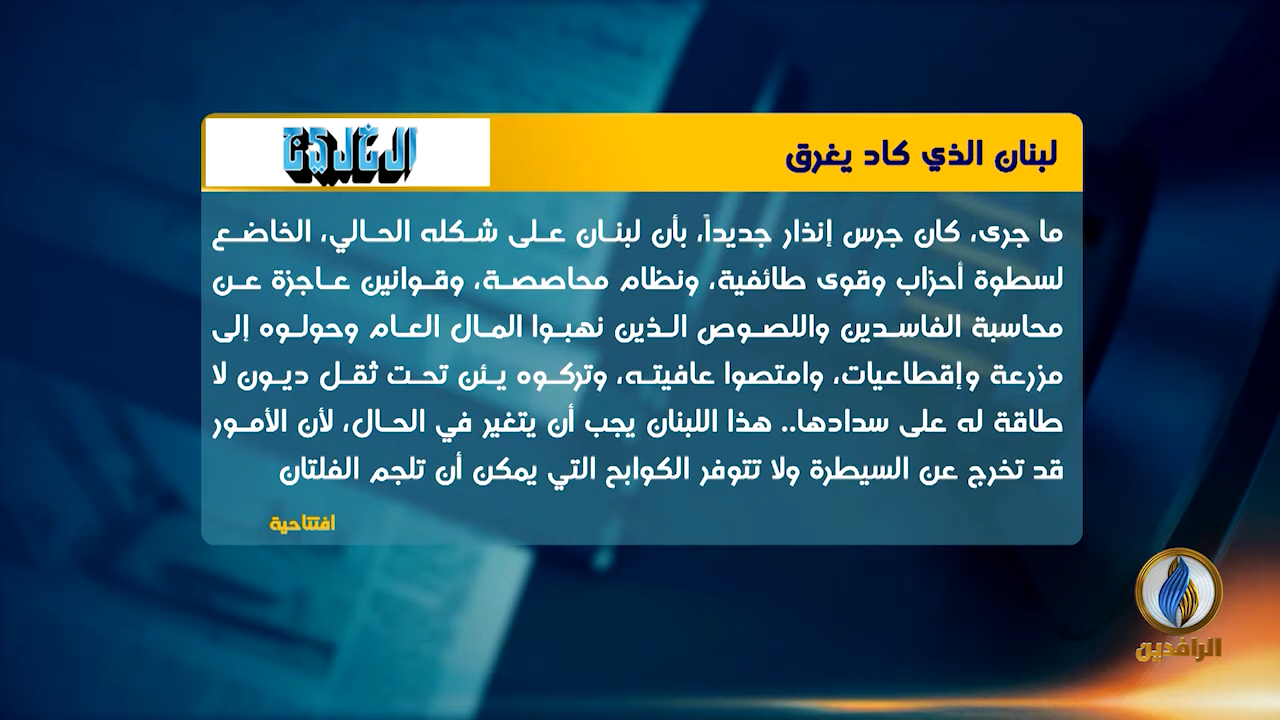 لبنان الذي كاد يغرق
الخليج
ما جرى، كان جرس إنذار جديداً، بأن لبنان على شكله الحالي، الخاضع
لسطوة أحزاب وقوى طائفية، ونظام محاصصة، وقوانين عاجزة عن
محاسبة الفاسدين واللصوص الذين نهبوا المال العام وحولوه إلى
مزرعة وإقطاعيات، وامتصوا عافيته، وتركوه يئن تحت ثقل ديون لا
طاقة له على سدادها.. هذا اللبنان يجب أن يتغير في الحال، لأن الأمور
قد تخرج عن السيطرة ولا تتوفر الكوابح التي يمكن أن تلجم الفلتان
افتتاحية
الرافدين